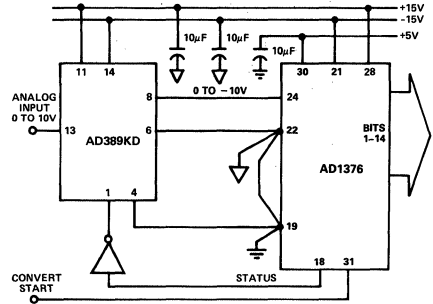 +15V
-15V
+5V
10μF
10μF
10μF
11
14
30
21
28
ANALOG
INPUT
0 TO 10V
8
0 TO -10V
24
13
6
22
BITS
1-14
AD389KD
AD1376
1
4
19
18
31
CONVERT
START
STATUS